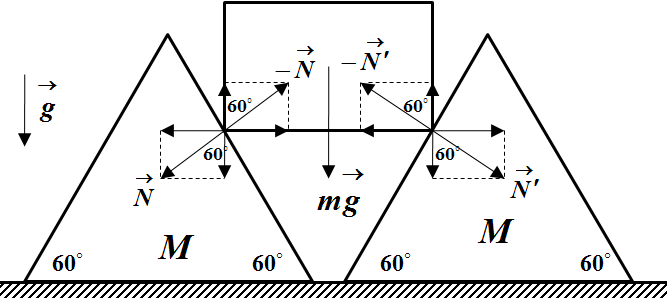 -N⃗ -N⃗′
g⃗ 60° 60°
60° 60°
N⃗ mg⃗ N⃗′
M M
60° 60° 60° 60°